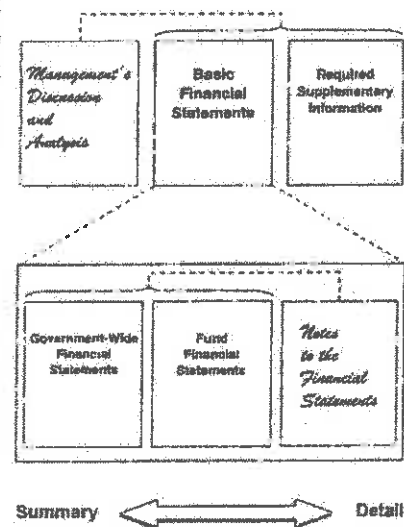 Management's
Discussion
and
Analysis
Basic
Financial
Statements
Required
Supplementary
Information
Government-Wide
Financial
Statements
Fund
Financial
Statements
Notes
to the
Financial
Statements
Summary
Detail